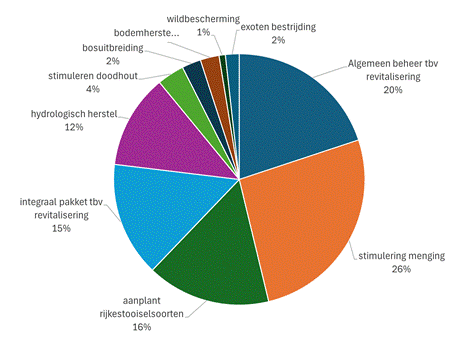 wildbescherming
1%
exoten bestrijding
2%
bodemherste...
bosuitbreiding
2%
stimuleren doodhout
4%
hydrologisch herstel
12%
integraal pakket tbv
revitalisering
15%
aanplant
rijkestooiselsoorten
16%
stimulering menging
26%
Algemeen beheer tbv
revitalisering
20%